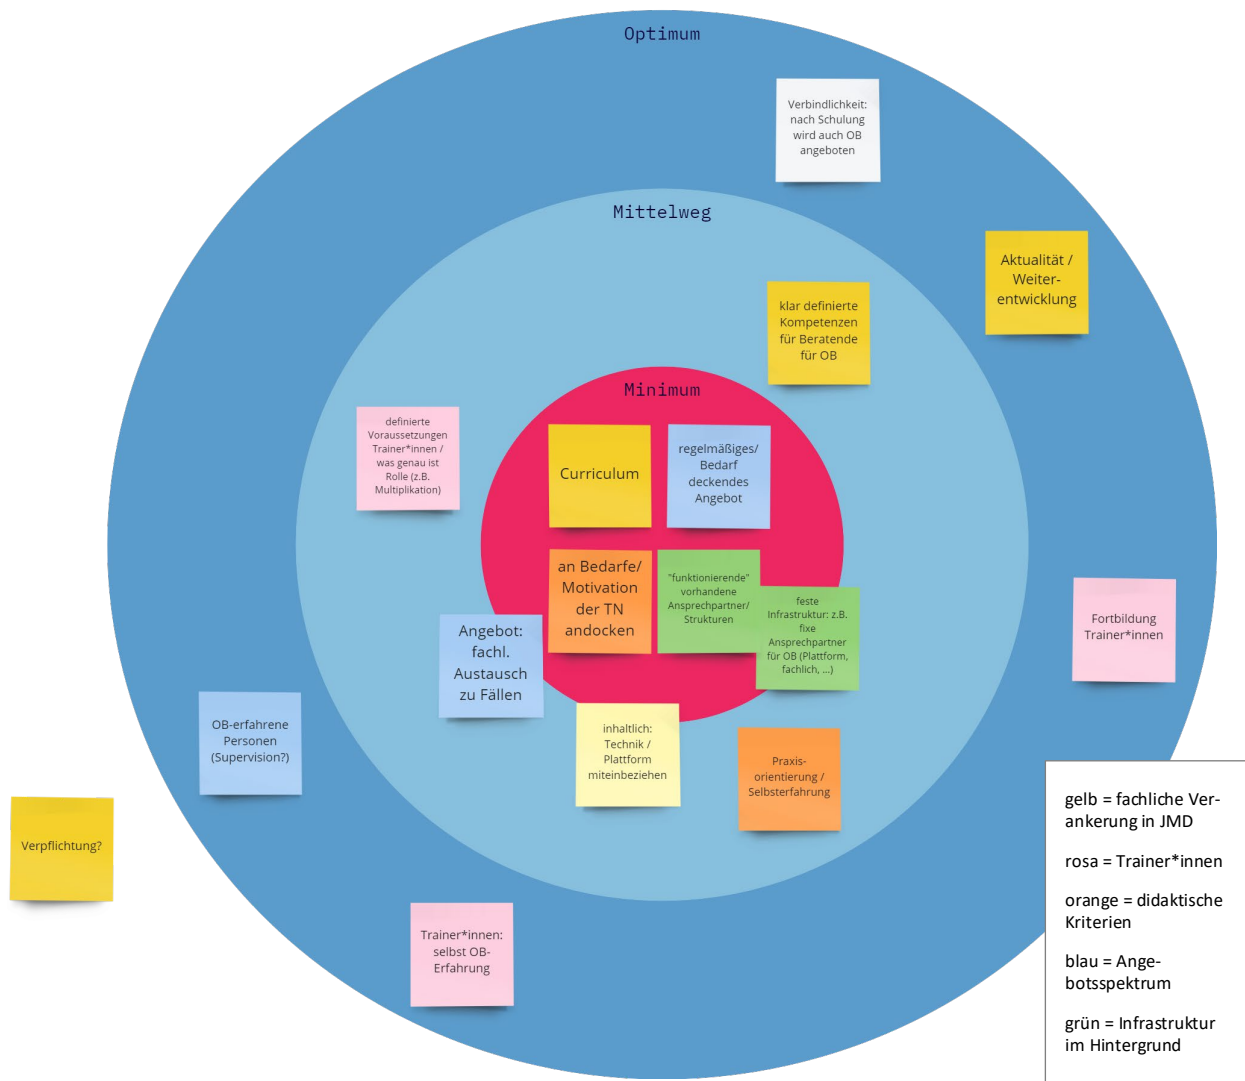 Optimum
Verbindlichkeit:
nach Schulung
wird auch OB
angeboten
Mittelweg
Aktualität /
Weiter-
entwicklung
klar definierte
Kompetenzen
für Beratende
für OB
Minimum
definierte
Voraussetzungen
Trainer*innen /
was genau ist
Rolle (z.B.
Multiplikation)
Curriculum
regelmäßiges/
Bedarf
deckendes
Angebot
an Bedarfe/
Motivation
der TN
andocken
"funktionierende"
vorhandene
Ansprechpartner/
Strukturen
feste
Infrastruktur: z.B.
fixe
Ansprechpartner
für OB (Plattform,
fachlich, ...)
Fortbildung
Trainer*innen
Angebot:
fachl.
Austausch
zu Fällen
OB-erfahrene
Personen
(Supervision?)
inhaltlich:
Technik /
Plattform
miteinbeziehen
Praxis-
orientierung /
Selbsterfahrung
Verpflichtung?
Trainer*innen:
selbst OB-
Erfahrung
gelb = fachliche Ver-
ankerung in JMD
rosa = Trainer*innen
orange = didaktische
Kriterien
blau = Ange-
botsspektrum
grün = Infrastruktur
im Hintergrund